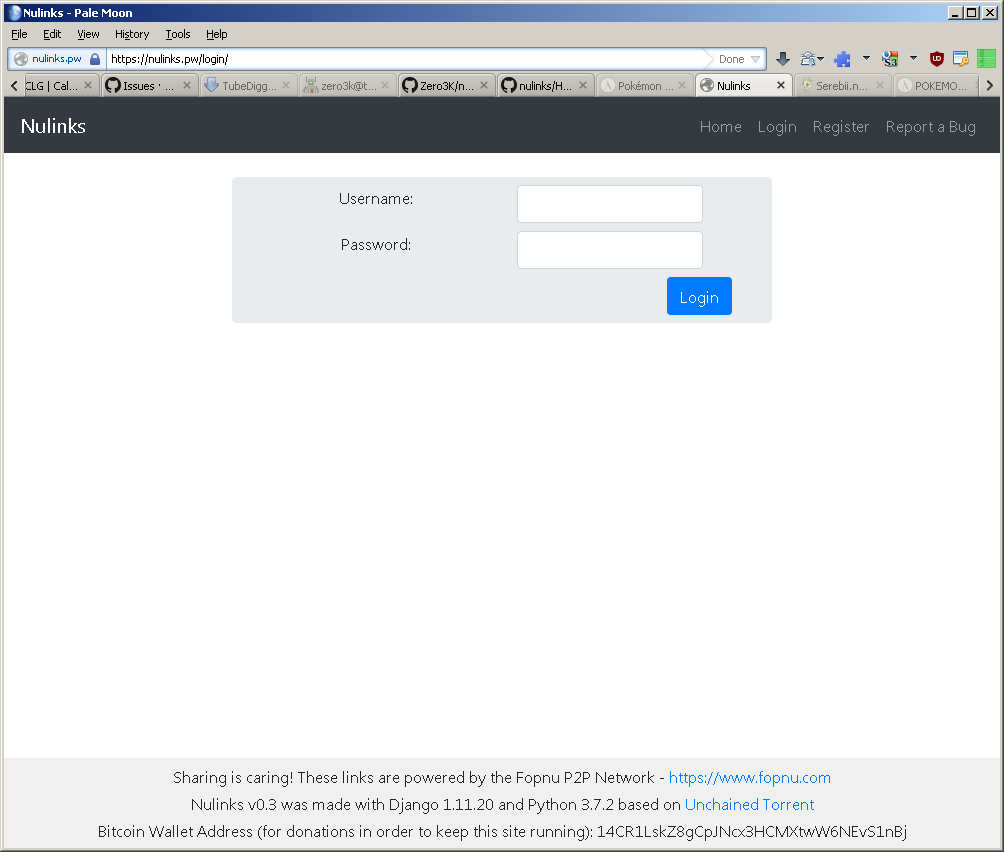 Nulinks - Pale Moon
File Edit View History Tools Help
nulinks.pw https://nulinks.pw/login/ Done
CLG | Cal... Issues · ... TubeDigg... zero3k@t... Zero3K/n... nulinks/H... Pokémon ... Nulinks Serebii.n... POKEMO...
Nulinks Home Login Register Report a Bug
Username:
Password:
Login
Sharing is caring! These links are powered by the Fopnu P2P Network - https://www.fopnu.com
Nulinks v0.3 was made with Django 1.11.20 and Python 3.7.2 based on Unchained Torrent
Bitcoin Wallet Address (for donations in order to keep this site running): 14CR1LskZ8gCpJNcx3HCMXtwW6NEvS1nBj